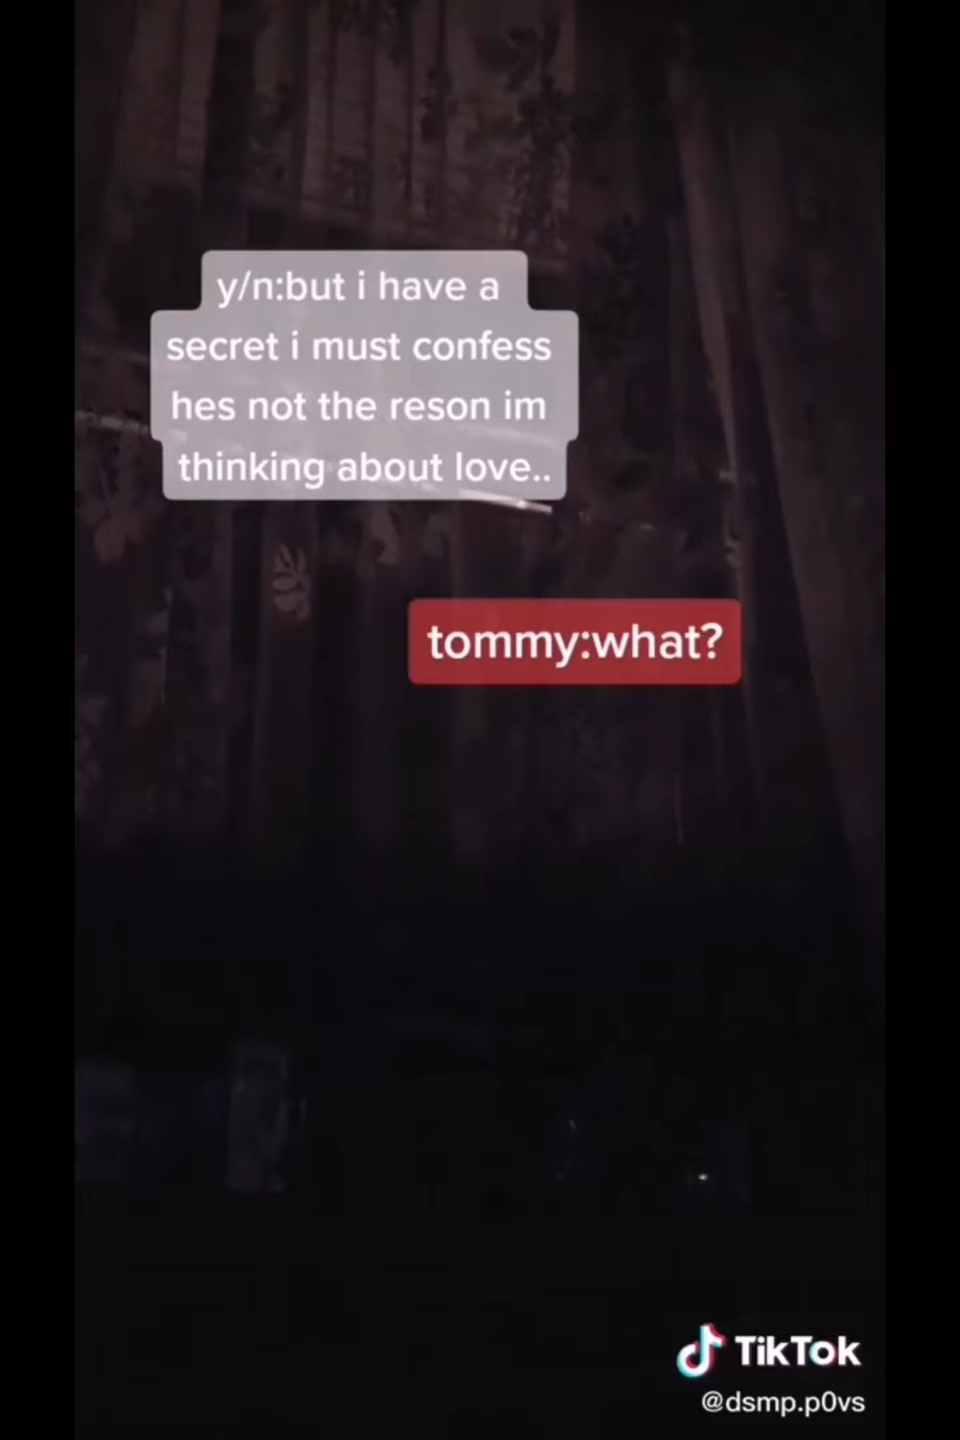 y/n:but i have a
secret i must confess
hes not the reson im
thinking about love..
tommy:what?
TikTok
@dsmp.p0vs